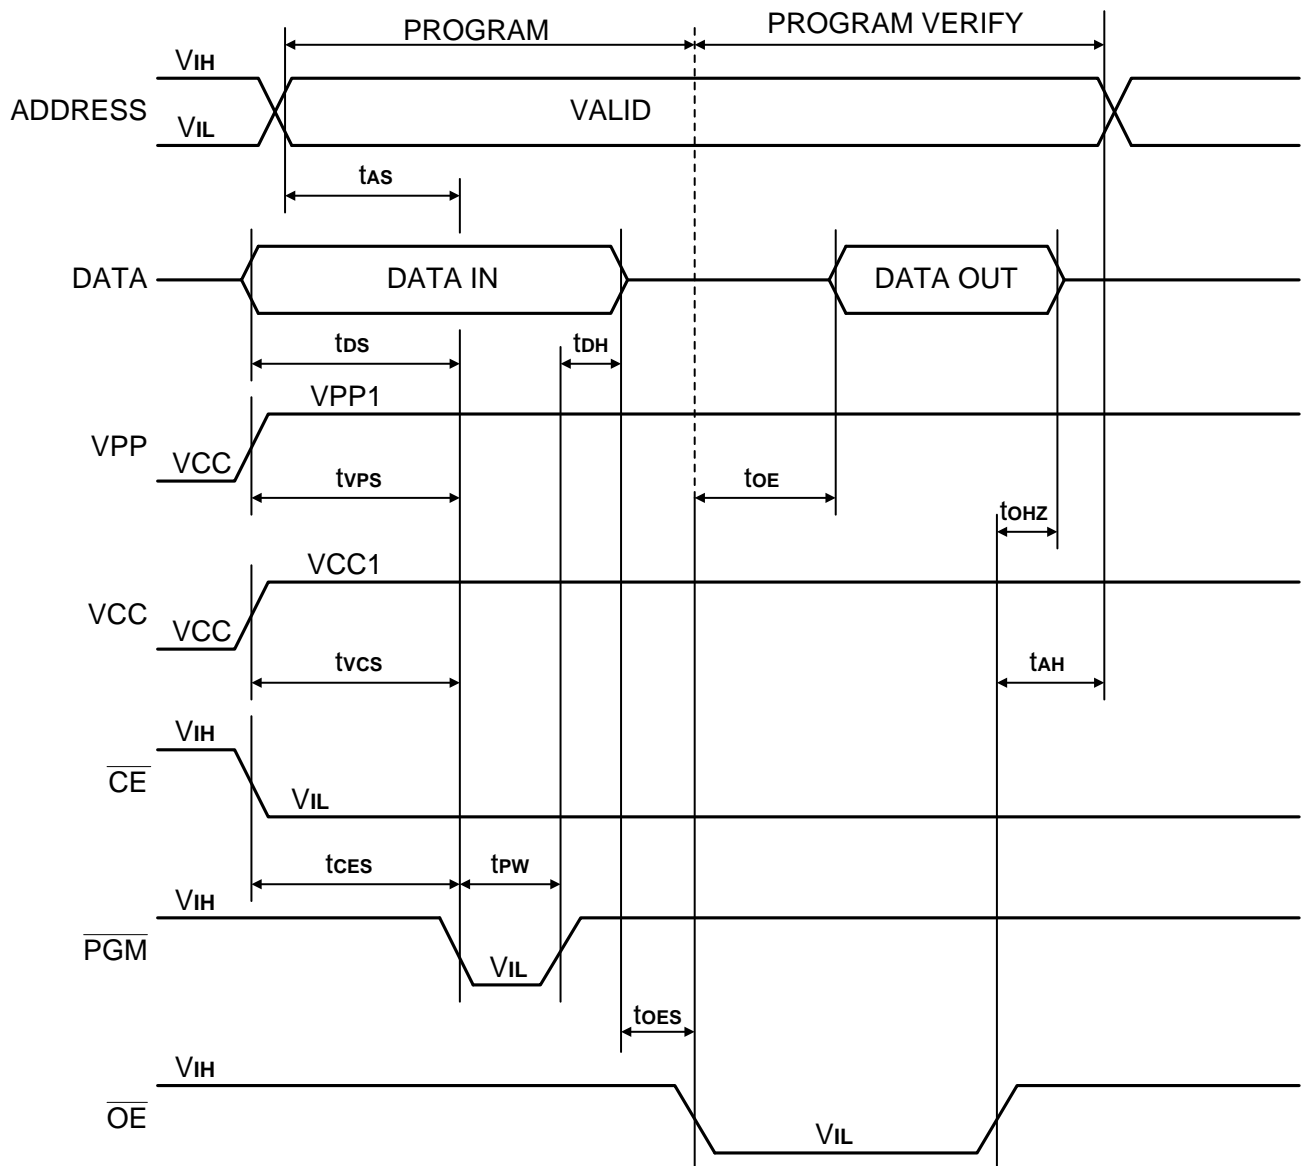 PROGRAM
PROGRAM VERIFY
VIH
ADDRESS
VALID
VIL
tAS
DATA
DATA IN
DATA OUT
tDS
tDH
VPP1
VPP
VCC
tVPS
tOE
tOHZ
VCC1
VCC
VCC
tVCS
tAH
VIH
CE
VIL
tCES
tPW
VIH
PGM
VIL
tOES
VIH
OE
VIL